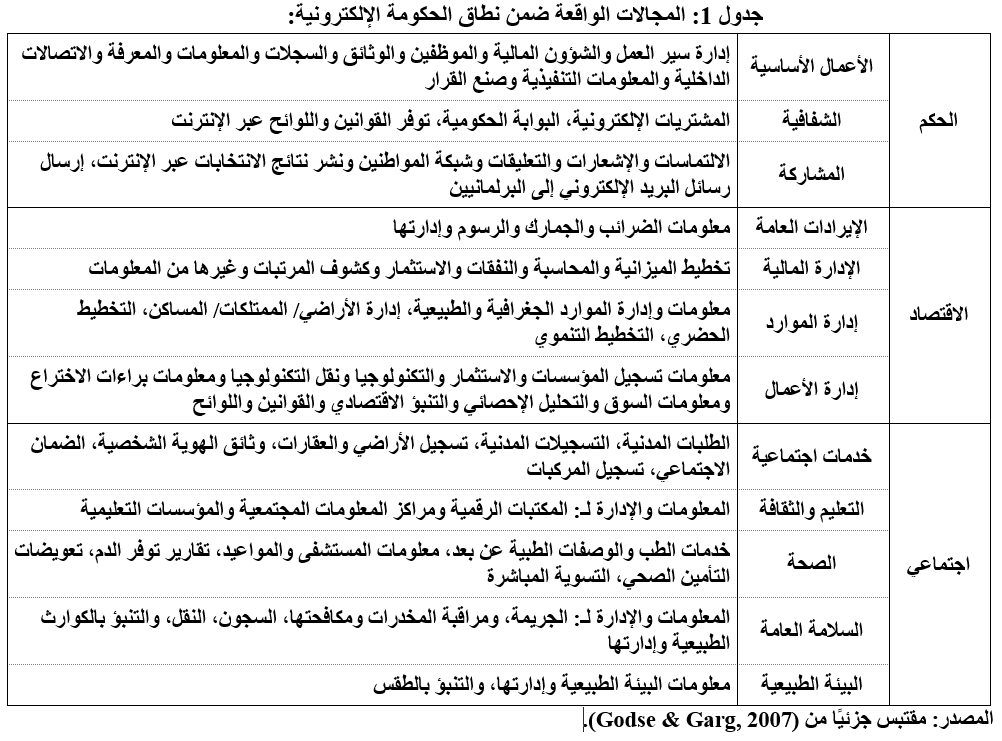 جدول 1: المجالات الواقعة ضمن نطاق الحكومة الإلكترونية:
الحكم
الأعمال الأساسية
إدارة سير العمل والشؤون المالية والموظفين والوثائق والسجلات والمعلومات والمعرفة والاتصالات
الداخلية والمعلومات التنفيذية وصنع القرار
الشفافية
المشتريات الإلكترونية، البوابة الحكومية، توفر القوانين واللوائح عبر الإنترنت
المشاركة
الالتماسات والإشعارات والتعليقات وشبكة المواطنين ونشر نتائج الانتخابات عبر الإنترنت، إرسال
رسائل البريد الإلكتروني إلى البرلمانيين
الاقتصاد
الإيرادات العامة
معلومات الضرائب والجمارك والرسوم وإدارتها
الإدارة المالية
تخطيط الميزانية والمحاسبة والنفقات والاستثمار وكشوف المرتبات وغيرها من المعلومات
إدارة الموارد
معلومات وإدارة الموارد الجغرافية والطبيعية، إدارة الأراضي/ الممتلكات/ المساكن، التخطيط
الحضري، التخطيط التنموي
إدارة الأعمال
معلومات تسجيل المؤسسات والاستثمار والتكنولوجيا ونقل التكنولوجيا ومعلومات براءات الاختراع
ومعلومات السوق والتحليل الإحصائي والتنبؤ الاقتصادي والقوانين واللوائح
اجتماعي
خدمات اجتماعية
الطلبات المدنية، التسجيلات المدنية، تسجيل الأراضي والعقارات، وثائق الهوية الشخصية، الضمان
الاجتماعي، تسجيل المركبات
التعليم والثقافة
المعلومات والإدارة لـ: المكتبات الرقمية ومراكز المعلومات المجتمعية والمؤسسات التعليمية
الصحة
خدمات الطب والوصفات الطبية عن بعد، معلومات المستشفى والمواعيد، تقارير توفر الدم، تعويضات
التأمين الصحي، التسوية المباشرة
السلامة العامة
المعلومات والإدارة لـ: الجريمة، ومراقبة المخدرات ومكافحتها، السجون، النقل، والتنبؤ بالكوارث
الطبيعية وإدارتها
البيئة الطبيعية
معلومات البيئة الطبيعية وإدارتها، والتنبؤ بالطقس
المصدر: مقتبس جزئيًا من (Godse & Garg, 2007).